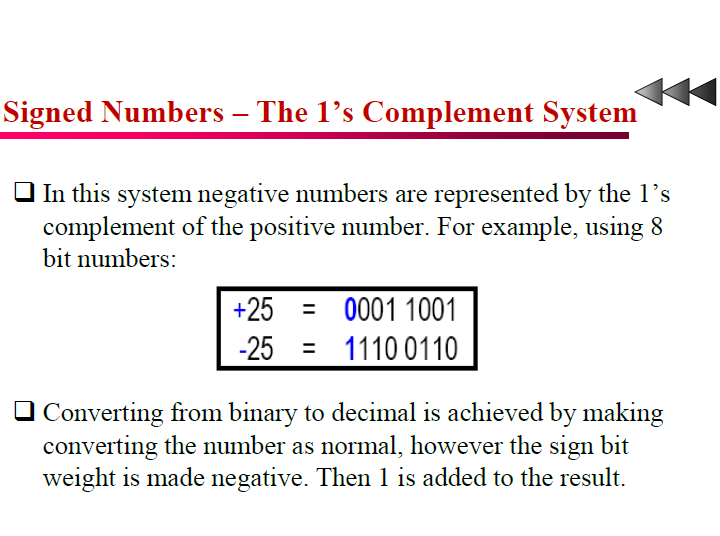 Signed Numbers – The 1’s Complement System
❑ In this system negative numbers are represented by the 1’s
complement of the positive number. For example, using 8
bit numbers:
+25 = 0001 1001
-25 = 1110 0110
❑ Converting from binary to decimal is achieved by making
converting the number as normal, however the sign bit
weight is made negative. Then 1 is added to the result.